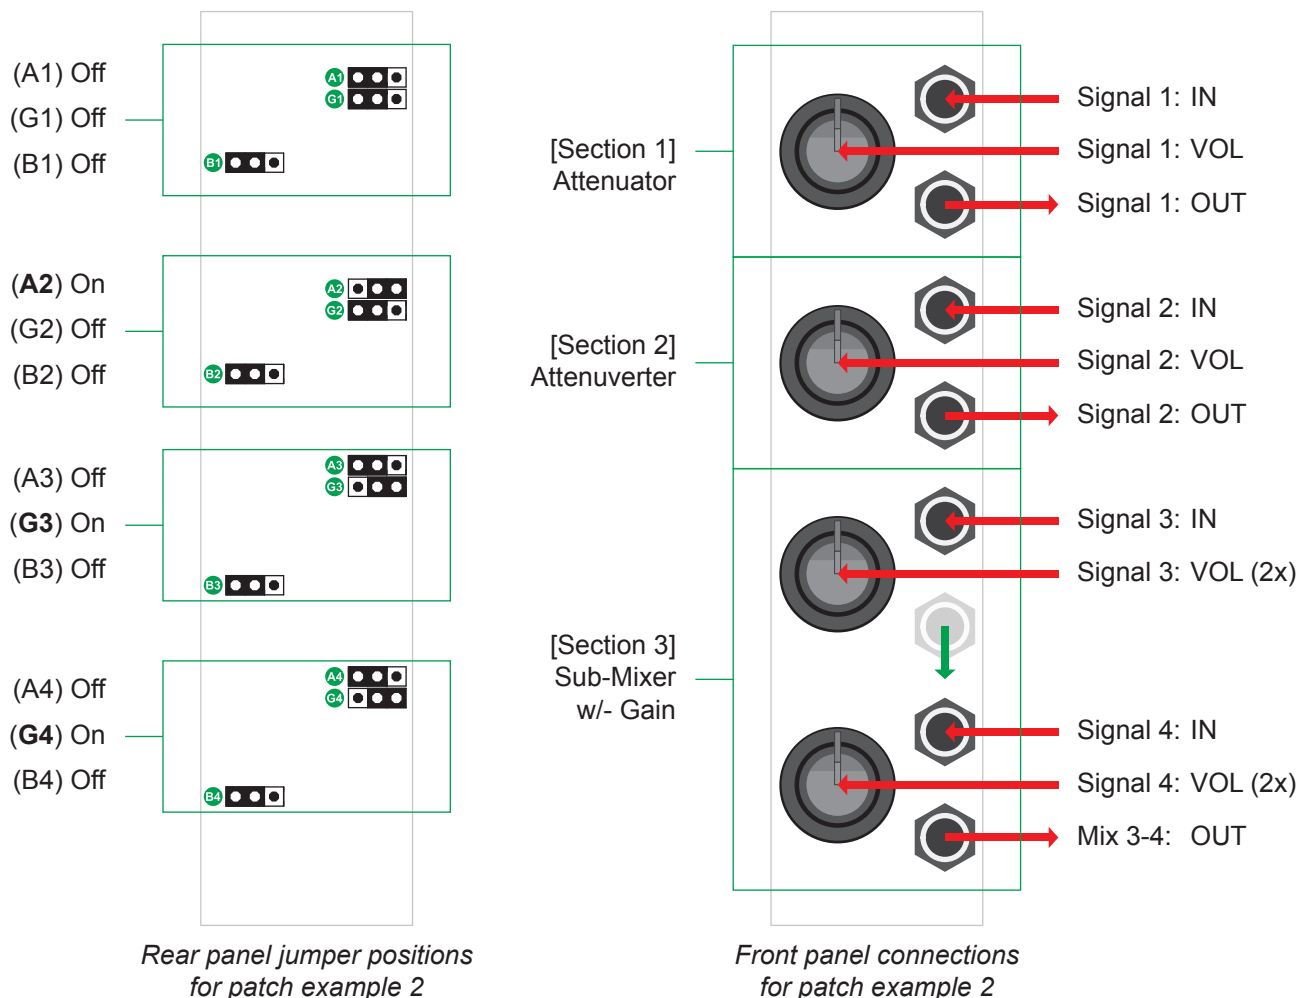 (A1) Off
(G1) Off
(B1) Off
A1
G1
B1
(A2) On
(G2) Off
(B2) Off
A2
G2
B2
(A3) Off
(G3) On
(B3) Off
A3
G3
B3
(A4) Off
(G4) On
(B4) Off
A4
G4
B4
Rear panel jumper positions
for patch example 2
[Section 1]
Attenuator
Signal 1: IN
Signal 1: VOL
Signal 1: OUT
[Section 2]
Attenuverter
Signal 2: IN
Signal 2: VOL
Signal 2: OUT
[Section 3]
Sub-Mixer
w/- Gain
Signal 3: IN
Signal 3: VOL (2x)
Signal 4: IN
Signal 4: VOL (2x)
Mix 3-4: OUT
Front panel connections
for patch example 2